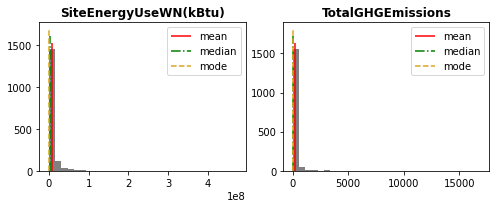 SiteEnergyUseWN(kBtu)
TotalGHGEmissions
1500
1000
500
0
mean
median
mode
0
1
2
3
4
1e8
1500
1000
500
0
mean
median
mode
0
5000
10000
15000